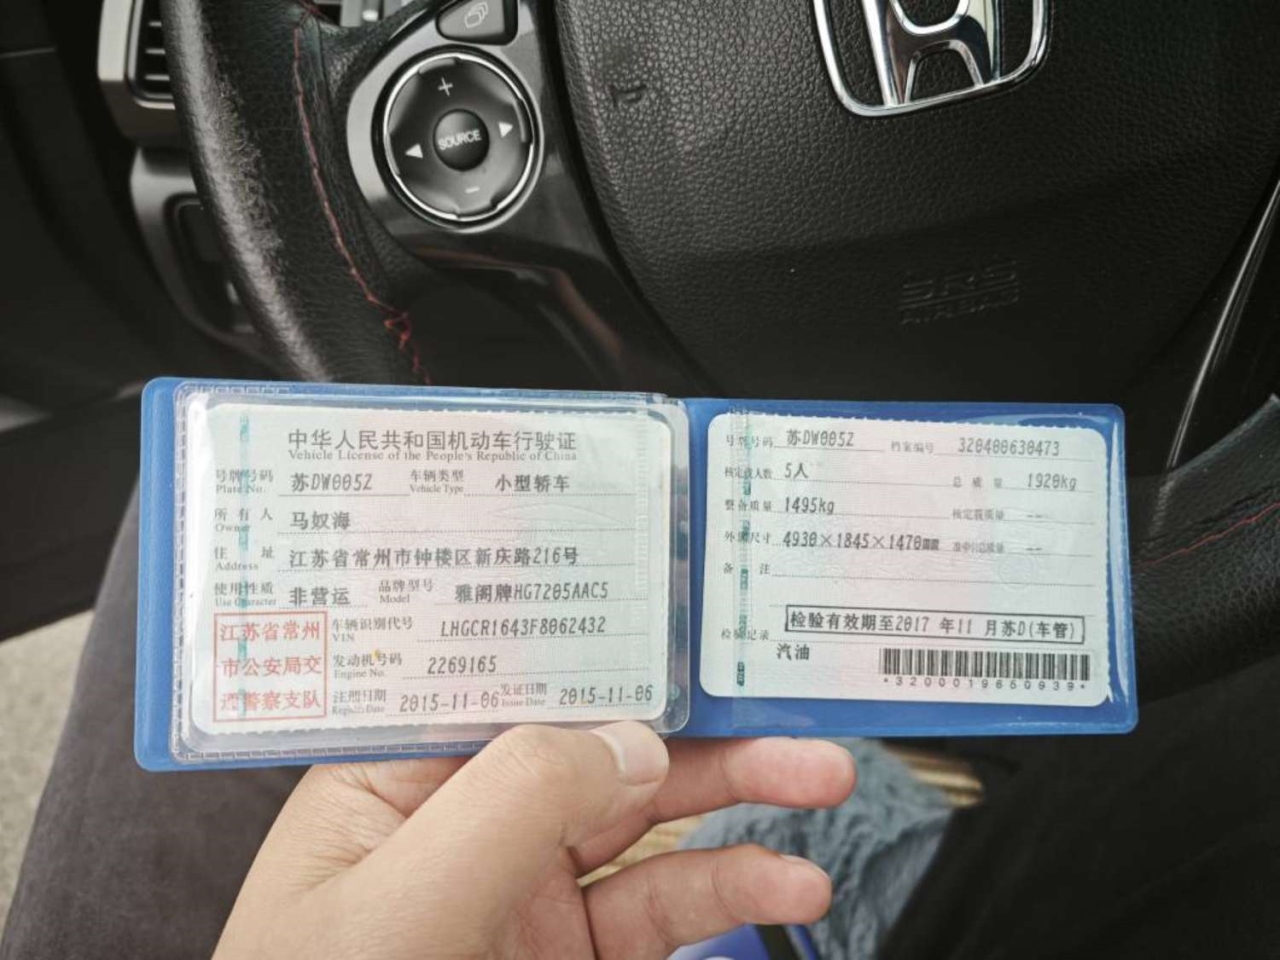 SOURCE
SRS
AIRBAG
中华人民共和国机动车行驶证
Vehicle License of the People's Republic of China
号牌号码 苏DW005Z 车辆类型 小型轿车
Plate No. Vehicle Type
所有人 马奴海
Owner
住址 江苏省常州市钟楼区新庆路216号
Address
使用性质 非营运 品牌型号 雅阁牌HG7205AAC5
Use Character Model
江苏省常州
市公安局交
通警察支队
车辆识别代号 LHGCR1643F8062432
VIN
发动机号码 2269165
Engine No.
注册日期 2015-11-06 发证日期 2015-11-06
Register Date Issue Date
号牌号码 苏DW005Z 档案编号 320400630473
核定载人数 5人 总质量 1920kg
整备质量 1495kg 核定载质量 --
外廓尺寸 4930×1845×1470mm 准牵引总质量 --
备注
检验有效期至2017 年11 月苏D(车管)
检验记录
汽油
*3200019650939*